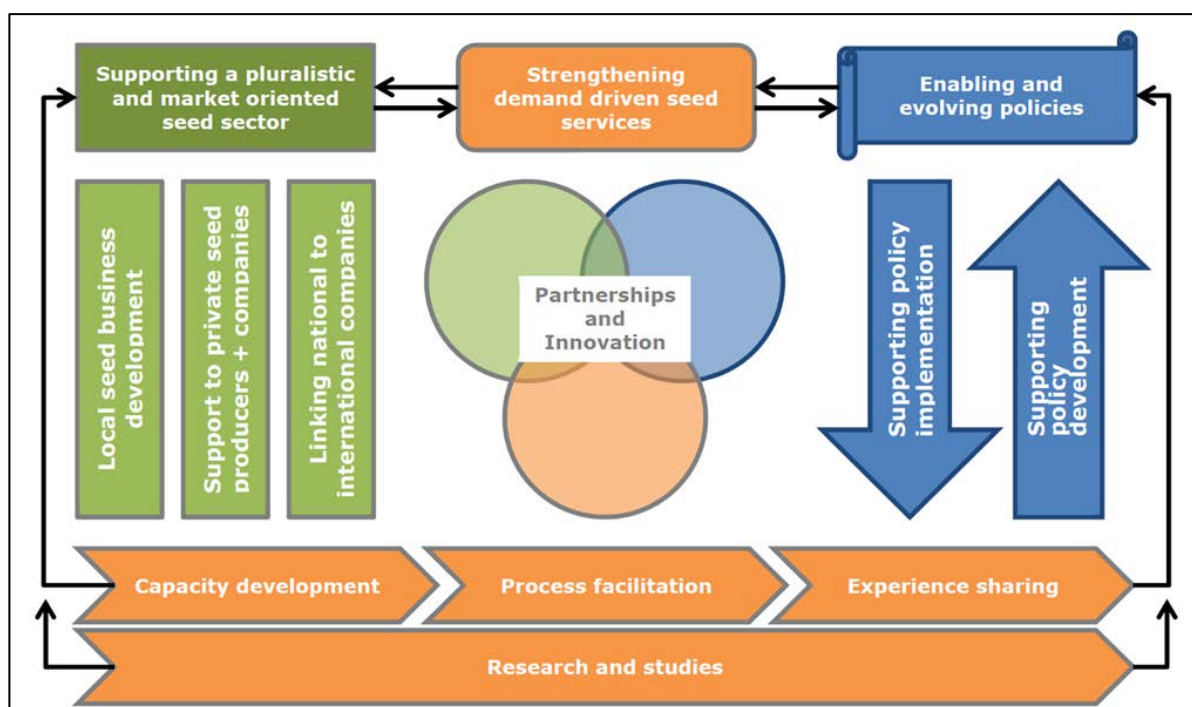 Supporting a pluralistic
and market oriented
seed sector
Strengthening
demand driven seed
services
Enabling and
evolving policies
Local seed business
development
Support to private seed
producers + companies
Linking national to
international companies
Partnerships
and
Innovation
Supporting policy
implementation
Supporting
policy
development
Capacity development
Process facilitation
Experience sharing
Research and studies